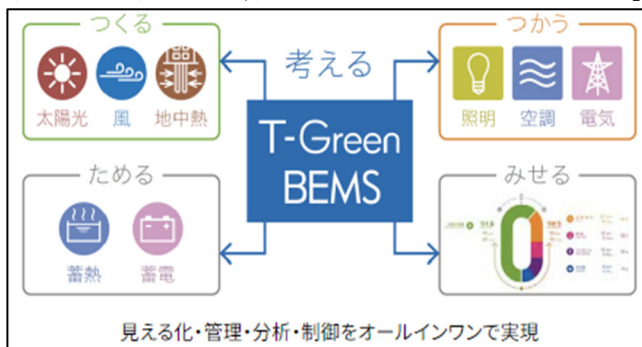 つくる
太陽光
風
地中熱
考える
つかう
照明
空調
電気
T-Green
BEMS
ためる
蓄熱
蓄電
みせる
見える化・管理・分析・制御をオールインワンで実現